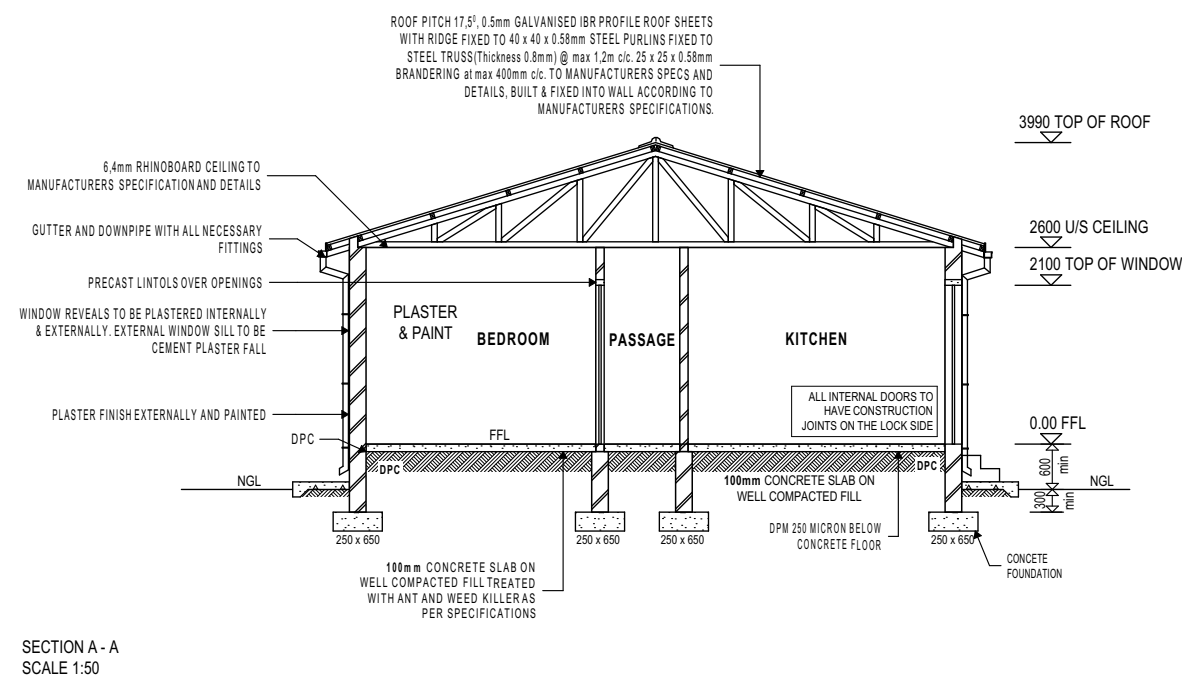 ROOF PITCH 17,5⁰, 0.5mm GALVANISED IBR PROFILE ROOF SHEETS
WITH RIDGE FIXED TO 40 x 40 x 0.58mm STEEL PURLINS FIXED TO
STEEL TRUSS(Thickness 0.8mm) @ max 1,2m c/c. 25 x 25 x 0.58mm
BRANDERING at max 400mm c/c. TO MANUFACTURERS SPECS AND
DETAILS, BUILT & FIXED INTO WALL ACCORDING TO
MANUFACTURERS SPECIFICATIONS.
3990 TOP OF ROOF
6,4mm RHINOBOARD CEILING TO
MANUFACTURERS SPECIFICATION AND DETAILS
GUTTER AND DOWNPIPE WITH ALL NECESSARY
FITTINGS
2600 U/S CEILING
2100 TOP OF WINDOW
PRECAST LINTOLS OVER OPENINGS
WINDOW REVEALS TO BE PLASTERED INTERNALLY
& EXTERNALLY. EXTERNAL WINDOW SILL TO BE
CEMENT PLASTER FALL
PLASTER
& PAINT
BEDROOM
PASSAGE
KITCHEN
ALL INTERNAL DOORS TO
HAVE CONSTRUCTION
JOINTS ON THE LOCK SIDE
PLASTER FINISH EXTERNALLY AND PAINTED
DPC
FFL
0.00 FFL
DPC
DPC
600
min
300
min
NGL
NGL
100mm CONCRETE SLAB ON
WELL COMPACTED FILL
DPM 250 MICRON BELOW
CONCRETE FLOOR
250 x 650
250 x 650
250 x 650
250 x 650
CONCETE
FOUNDATION
100mm CONCRETE SLAB ON
WELL COMPACTED FILL TREATED
WITH ANT AND WEED KILLER AS
PER SPECIFICATIONS
SECTION A - A
SCALE 1:50